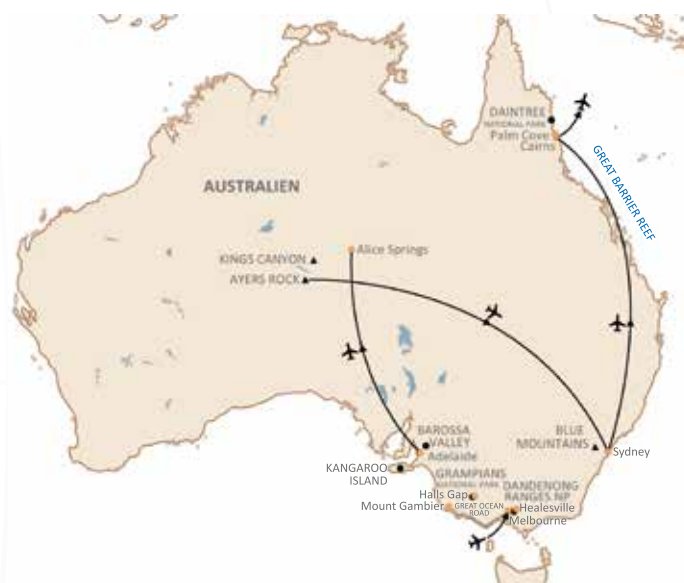 DAINTREE
NATIONAL PARK
Palm Cove
Cairns
GREAT BARRIER REEF
AUSTRALIEN
Alice Springs
KINGS CANYON
AYERS ROCK
BAROSSA
VALLEY
Adelaide
BLUE
MOUNTAINS
Sydney
KANGAROO
ISLAND
GRAMPIANS
NATIONAL PARK
DANDENONG
RANGES NP
Halls Gap
Healesville
Mount Gambier
GREAT OCEAN
ROAD
Melbourne